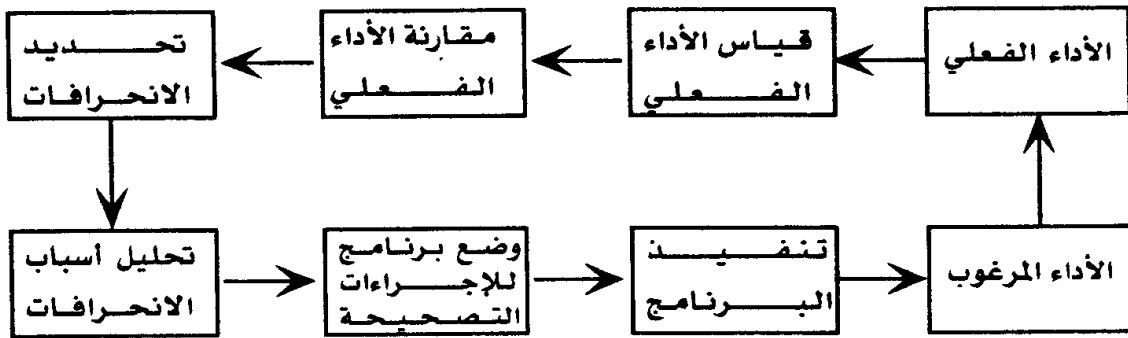 الأداء الفعلي
قياس الأداء
الفعلي
مقارنة الأداء
الفعلي
تحديد
الانحرافات
تحليل أسباب
الانحرافات
وضع برنامج
للإجراءات
التصحيحة
تنفيذ
البرنامج
الأداء المرغوب